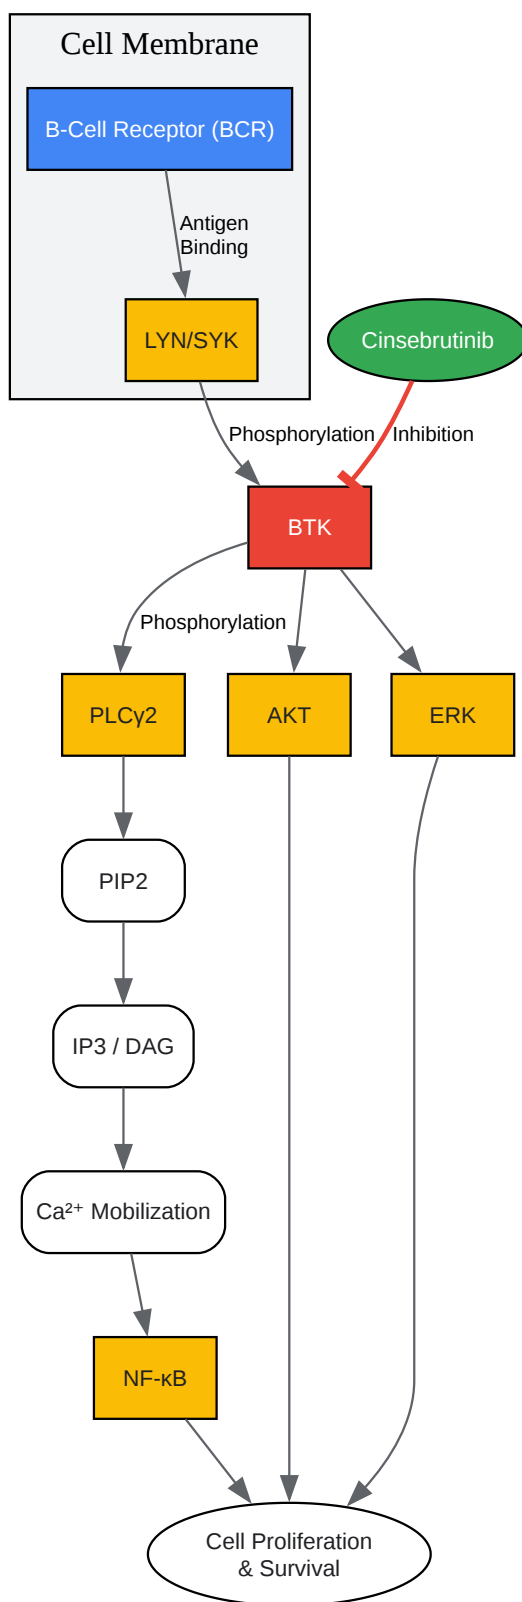 Cell Membrane
B-Cell Receptor (BCR)
Antigen
Binding
LYN/SYK
Cinsebrutinib
Phosphorylation
Inhibition
BTK
Phosphorylation
PLCγ2
AKT
ERK
PIP2
IP3 / DAG
Ca²⁺ Mobilization
NF-κB
Cell Proliferation
& Survival